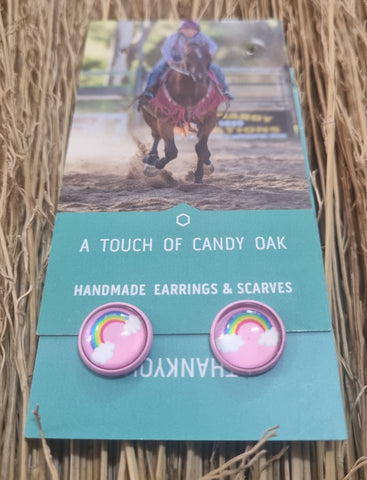 A TOUCH OF CANDY OAK
HANDMADE EARRINGS & SCARVES
THANKYOU